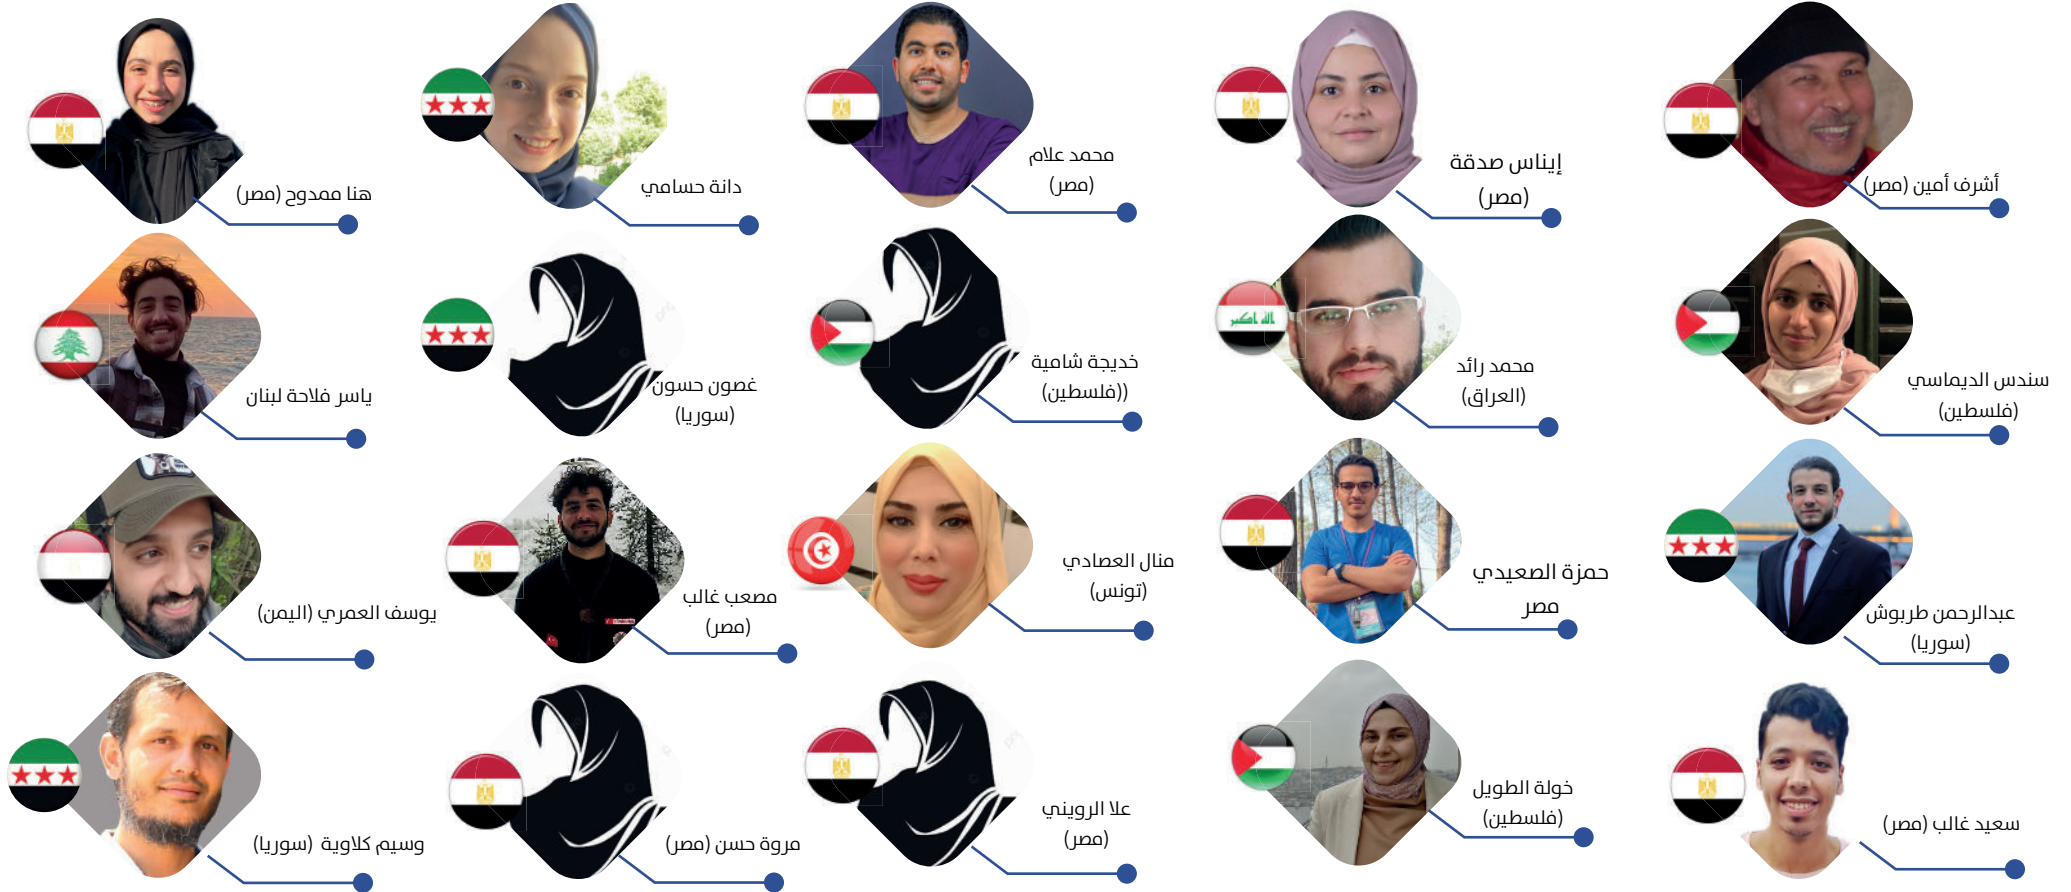 أشرف أمين (مصر)
إيناس صدقة
(مصر)
محمد علام
(مصر)
دانة حسامي
هنا ممدوح (مصر)
سندس الديماسي
(فلسطين)
محمد رائد
(العراق)
الله اكبر
خديجة شامية
((فلسطين)
غصون حسون
(سوريا)
ياسر فلاحة لبنان
عبدالرحمن طربوش
(سوريا)
حمزة الصعيدي
مصر
منال العصادي
(تونس)
مصعب غالب
(مصر)
يوسف العمري (اليمن)
سعيد غالب (مصر)
خولة الطويل
(فلسطين)
علا الرويني
(مصر)
مروة حسن (مصر)
وسيم كلاوية (سوريا)